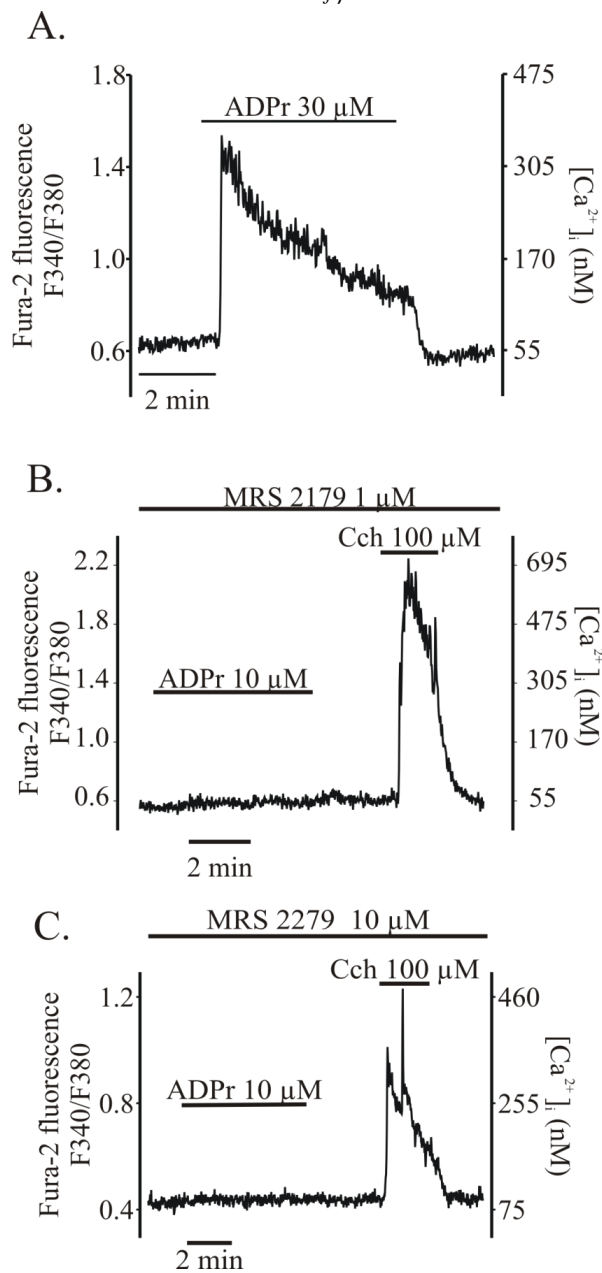 A.
ADPr 30 µM
Fura-2 fluorescence
F340/F380
1.8
1.4
1.0
0.6
475
305
170
55
[Ca2+]i (nM)
2 min
B.
MRS 2179 1 µM
Cch 100 µM
ADPr 10 µM
Fura-2 fluorescence
F340/F380
2.2
1.8
1.4
1.0
0.6
695
475
305
170
55
[Ca2+]i (nM)
2 min
C.
MRS 2279 10 µM
Cch 100 µM
ADPr 10 µM
Fura-2 fluorescence
F340/F380
1.2
0.8
0.4
460
255
75
[Ca2+]i (nM)
2 min